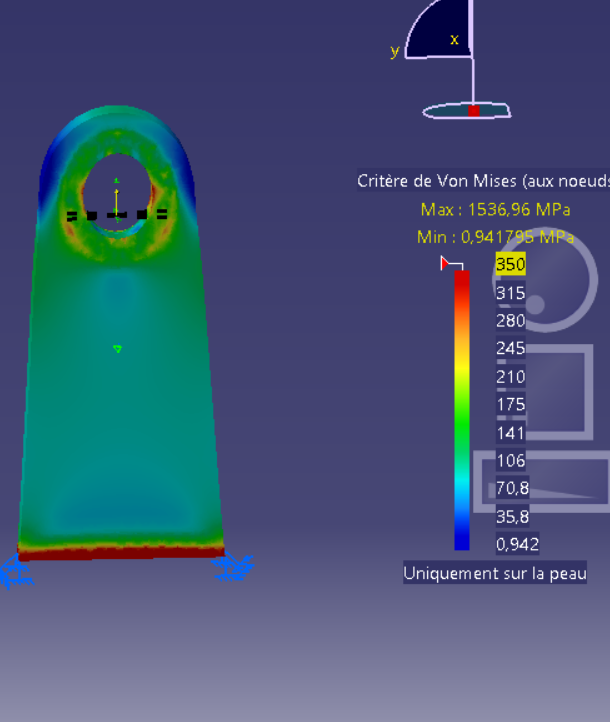 x
y
Critère de Von Mises (aux noeuds
Max : 1536,96 MPa
Min : 0,941795 MPa
350
315
280
245
210
175
141
106
70,8
35,8
0,942
Uniquement sur la peau